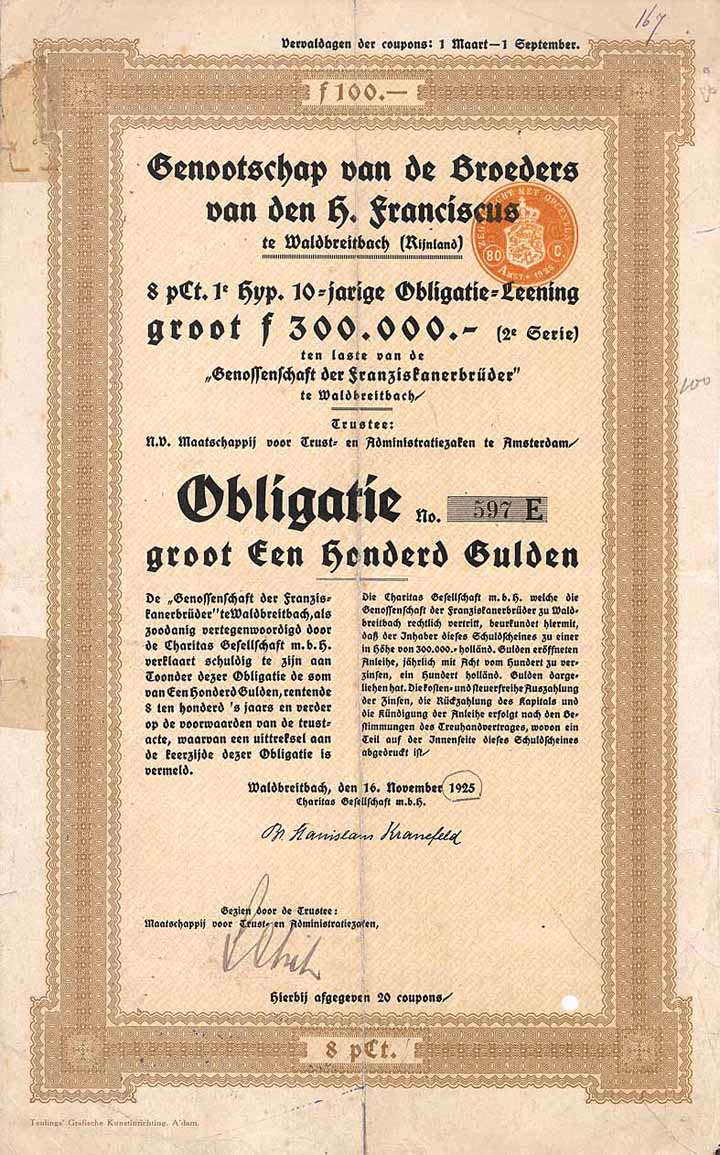 167
Vervaldagen der coupons: 1 Maart—1 September.
f 100.—
Genootschap van de Broeders
van den H. Franciscus
te Waldbreitbach (Rijnland)
80 C.
8 pCt. 1e Hyp. 10-jarige Obligatie-Leening
groot f 300.000.- (2e Serie)
ten laste van de
„Genossenschaft der Franziskanerbrüder"
te Waldbreitbach/
100
Trustee:
N.V. Maatschappij voor Trust- en Administratiezaken te Amsterdam/
Obligatie No. 597 E
groot Een Honderd Gulden
De „Genossenschaft der Franzis-
kanerbrüder" te Waldbreitbach, als
zoodanig vertegenwoordigd door
de Charitas Gesellschaft m.b.H.
verklaart schuldig te zijn aan
Toonder dezer Obligatie de som
van Een Honderd Gulden, rentende
8 ten honderd 's jaars en verder
op de voorwaarden van de trust-
acte, waarvan een uittreksel aan
de keerzijde dezer Obligatie is
vermeld.
Die Charitas Gesellschaft m.b.H. welche die
Genossenschaft der Franziskanerbrüder zu Wald-
breitbach rechtlich vertritt, beurkundet hiermit,
daß der Inhaber dieses Schuldscheines zu einer
in Höhe von 300.000.- holländ. Gulden eröffneten
Anleihe, jährlich mit Acht vom Hundert zu ver-
zinsen, ein Hundert holländ. Gulden darge-
liehen hat. Die kosten- und steuerfreihe Auszahlung
der Zinsen, die Rückzahlung des Kapitals und
die Kündigung der Anleihe erfolgt nach den Be-
stimmungen des Treuhandvertrages, wovon ein
Teil auf der Innenseite dieses Schuldscheines
abgedruckt ist/
Waldbreitbach, den 16. November 1925
Charitas Gesellschaft m.b.H.
Br. Stanislaus Kranefeld
Gezien door de Trustee:
Maatschappij voor Trust- en Administratiezaken,
Hierbij afgegeven 20 coupons/
8 pCt.
Teulings' Grafische Kunstinrichting, A'dam.